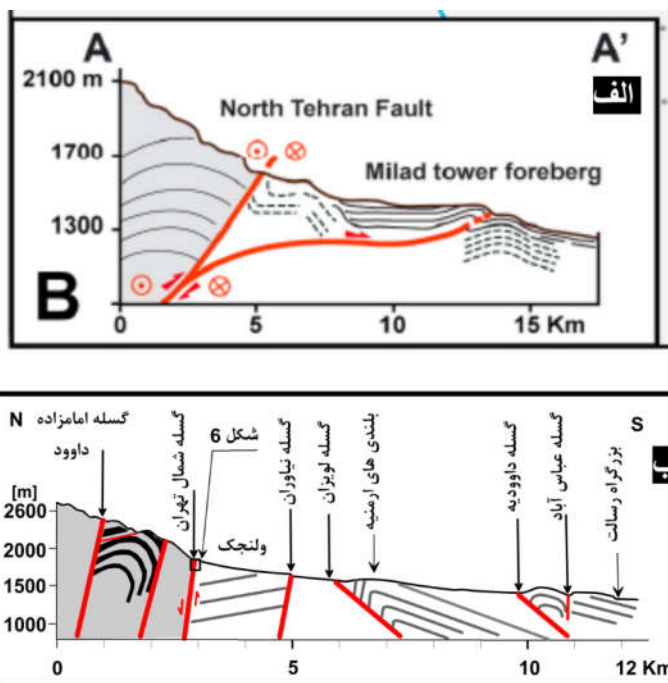 A A'
الف
2100 m
North Tehran Fault
1700
Milad tower foreberg
1300
B
0 5 10 15 Km
N S
گسله امامزاده
داوود
گسله شمال تهران
شکل 6
گسله نیاوران
گسله لویزان
بلندی های ارمنیه
گسله داوودیه
گسله عباس آباد
بزرگراه رسالت
ب
[m]
2600
ولنجک
2000
1500
1000
0 5 10 12 Km